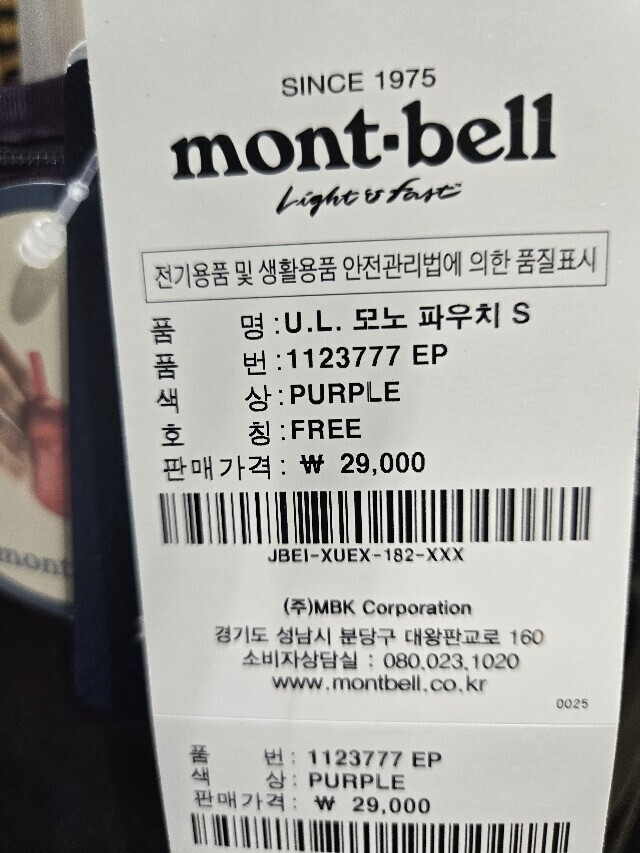 SINCE 1975
mont·bell
Light & Fast
전기용품 및 생활용품 안전관리법에 의한 품질표시
품 명 : U.L. 모노 파우치 S
품 번 : 1123777 EP
색 상 : PURPLE
호 칭 : FREE
판매가격 : ₩ 29,000
JBEI-XUEX-182-XXX
(주)MBK Corporation
경기도 성남시 분당구 대왕판교로 160
소비자상담실 : 080.023.1020
www.montbell.co.kr
0025
품 번 : 1123777 EP
색 상 : PURPLE
판매가격 : ₩ 29,000
mont